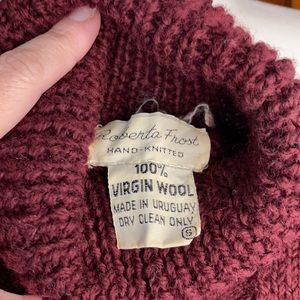 Roberta Frost
HAND-KNITTED
100%
VIRGIN WOOL
MADE IN URUGUAY
DRY CLEAN ONLY
S